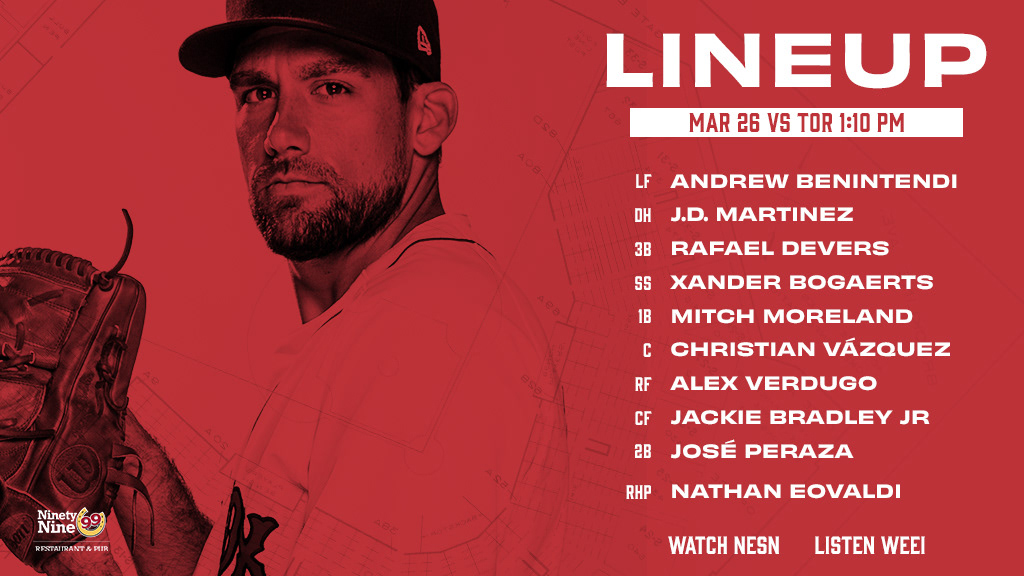 LINEUP
MAR 26 VS TOR 1:10 PM
LF ANDREW BENINTENDI
DH J.D. MARTINEZ
3B RAFAEL DEVERS
SS XANDER BOGAERTS
1B MITCH MORELAND
C CHRISTIAN VÁZQUEZ
RF ALEX VERDUGO
CF JACKIE BRADLEY JR
2B JOSÉ PERAZA
RHP NATHAN EOVALDI
WATCH NESN LISTEN WEEI
Ninety
Nine 99
RESTAURANT & PUB